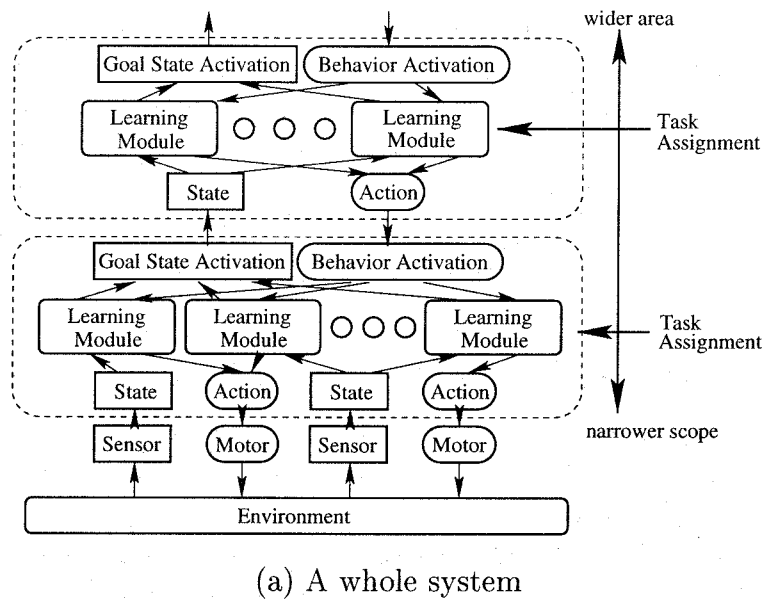 wider area
Goal State Activation
Behavior Activation
Learning
Module
Learning
Module
Task
Assignment
State
Action
Goal State Activation
Behavior Activation
Learning
Module
Learning
Module
Learning
Module
Task
Assignment
State
Action
State
Action
narrower scope
Sensor
Motor
Sensor
Motor
Environment
(a) A whole system